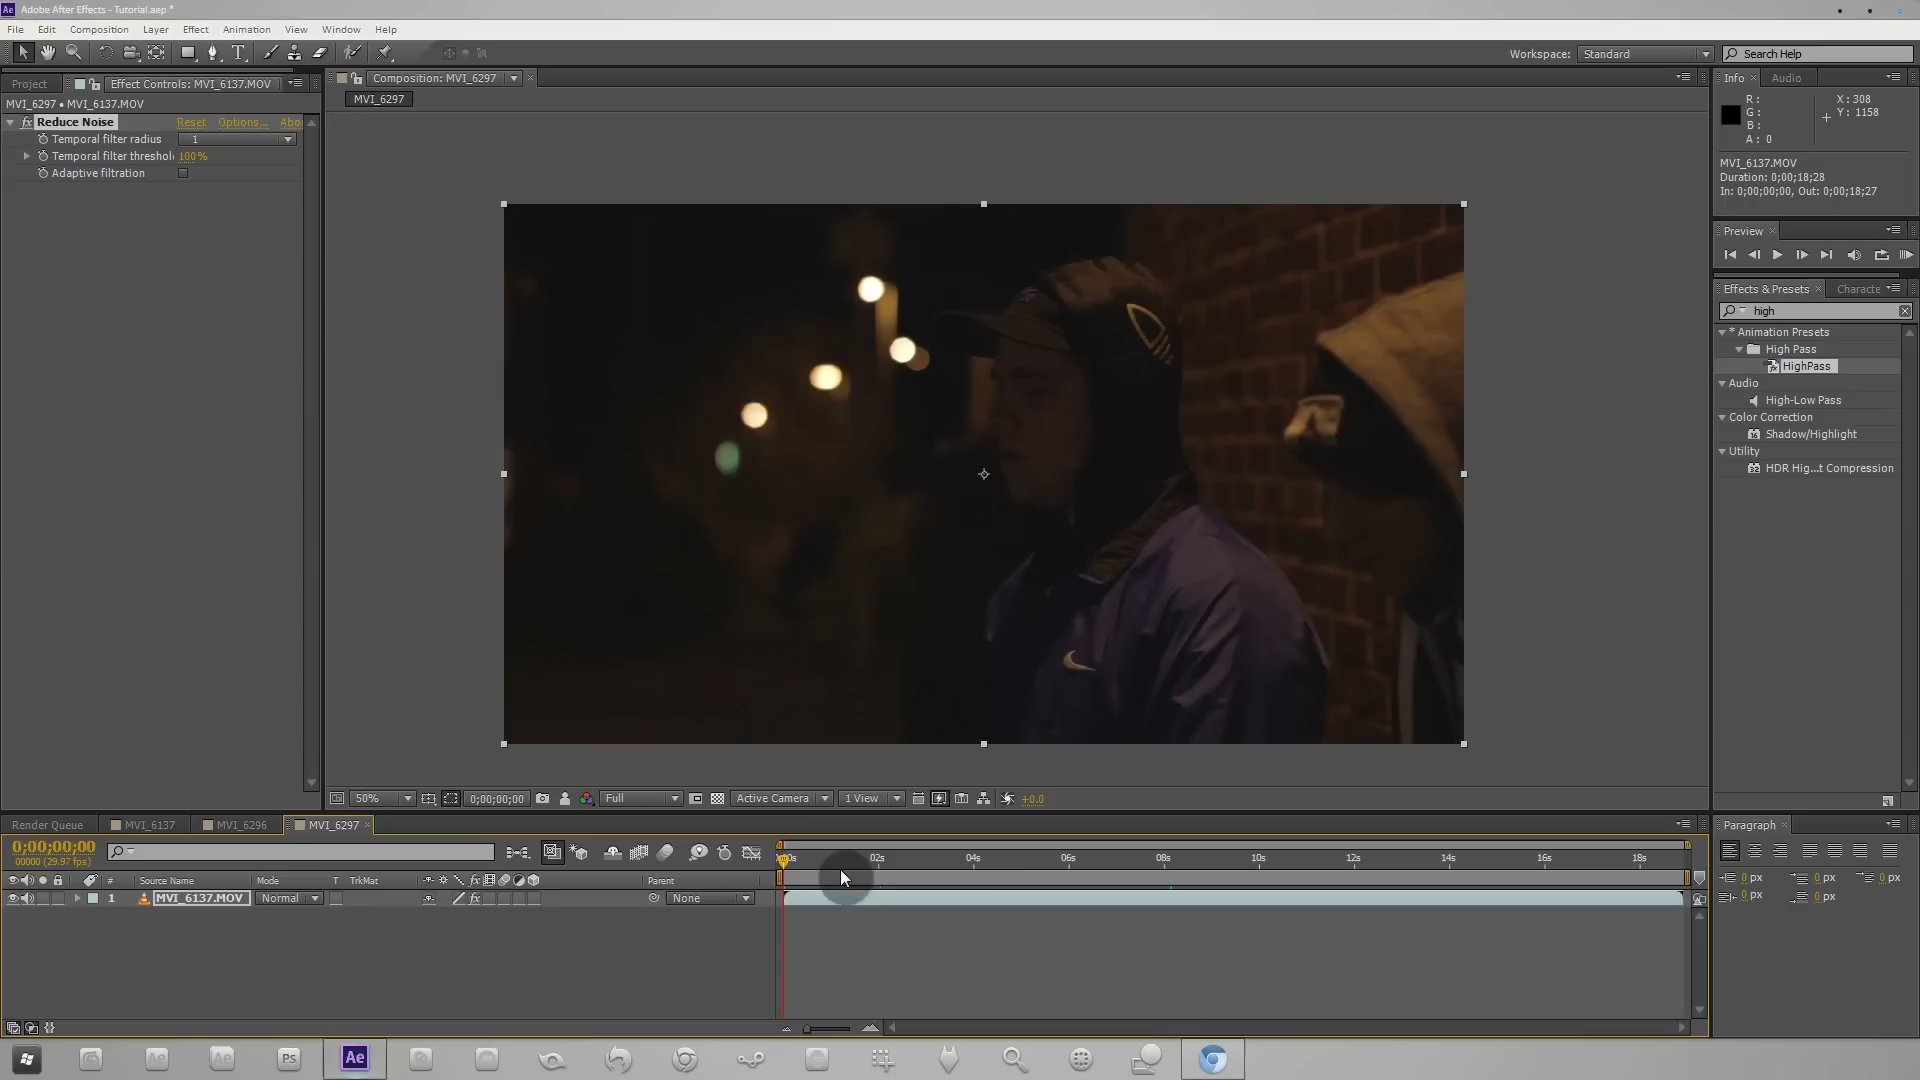 Adobe After Effects - Tutorial.aep *
File Edit Composition Layer Effect Animation View Window Help
Workspace: Standard Search Help
Project Effect Controls: MVI_6137.MOV
MVI_6297 • MVI_6137.MOV
fx Reduce Noise Reset Options... Abo
Temporal filter radius 1
Temporal filter threshol 100%
Adaptive filtration
Composition: MVI_6297
MVI_6297
50% 0;00;00;00 Full Active Camera 1 View +0.0
Info Audio
R: X: 308
G: Y: 1158
B:
A: 0
MVI_6137.MOV
Duration: 0;00;18;28
In: 0;00;00;00, Out: 0;00;18;27
Preview
Effects & Presets Characte
high
* Animation Presets
High Pass
HighPass
Audio
High-Low Pass
Color Correction
Shadow/Highlight
Utility
HDR Hig...t Compression
Render Queue MVI_6137 MVI_6296 MVI_6297
0;00;00;00
00000 (29.97 fps)
02s 04s 06s 08s 10s 12s 14s 16s 18s
# Source Name Mode T TrkMat Parent
1 MVI_6137.MOV Normal None
Paragraph
0 px 0 px 0 px
0 px 0 px
Ae Ae Ps Ae